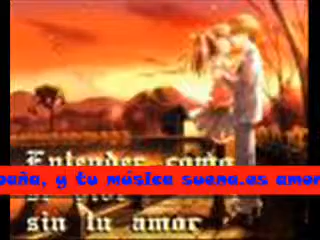 Entender como
paña, y tu música suena.as amor
sin tu amor